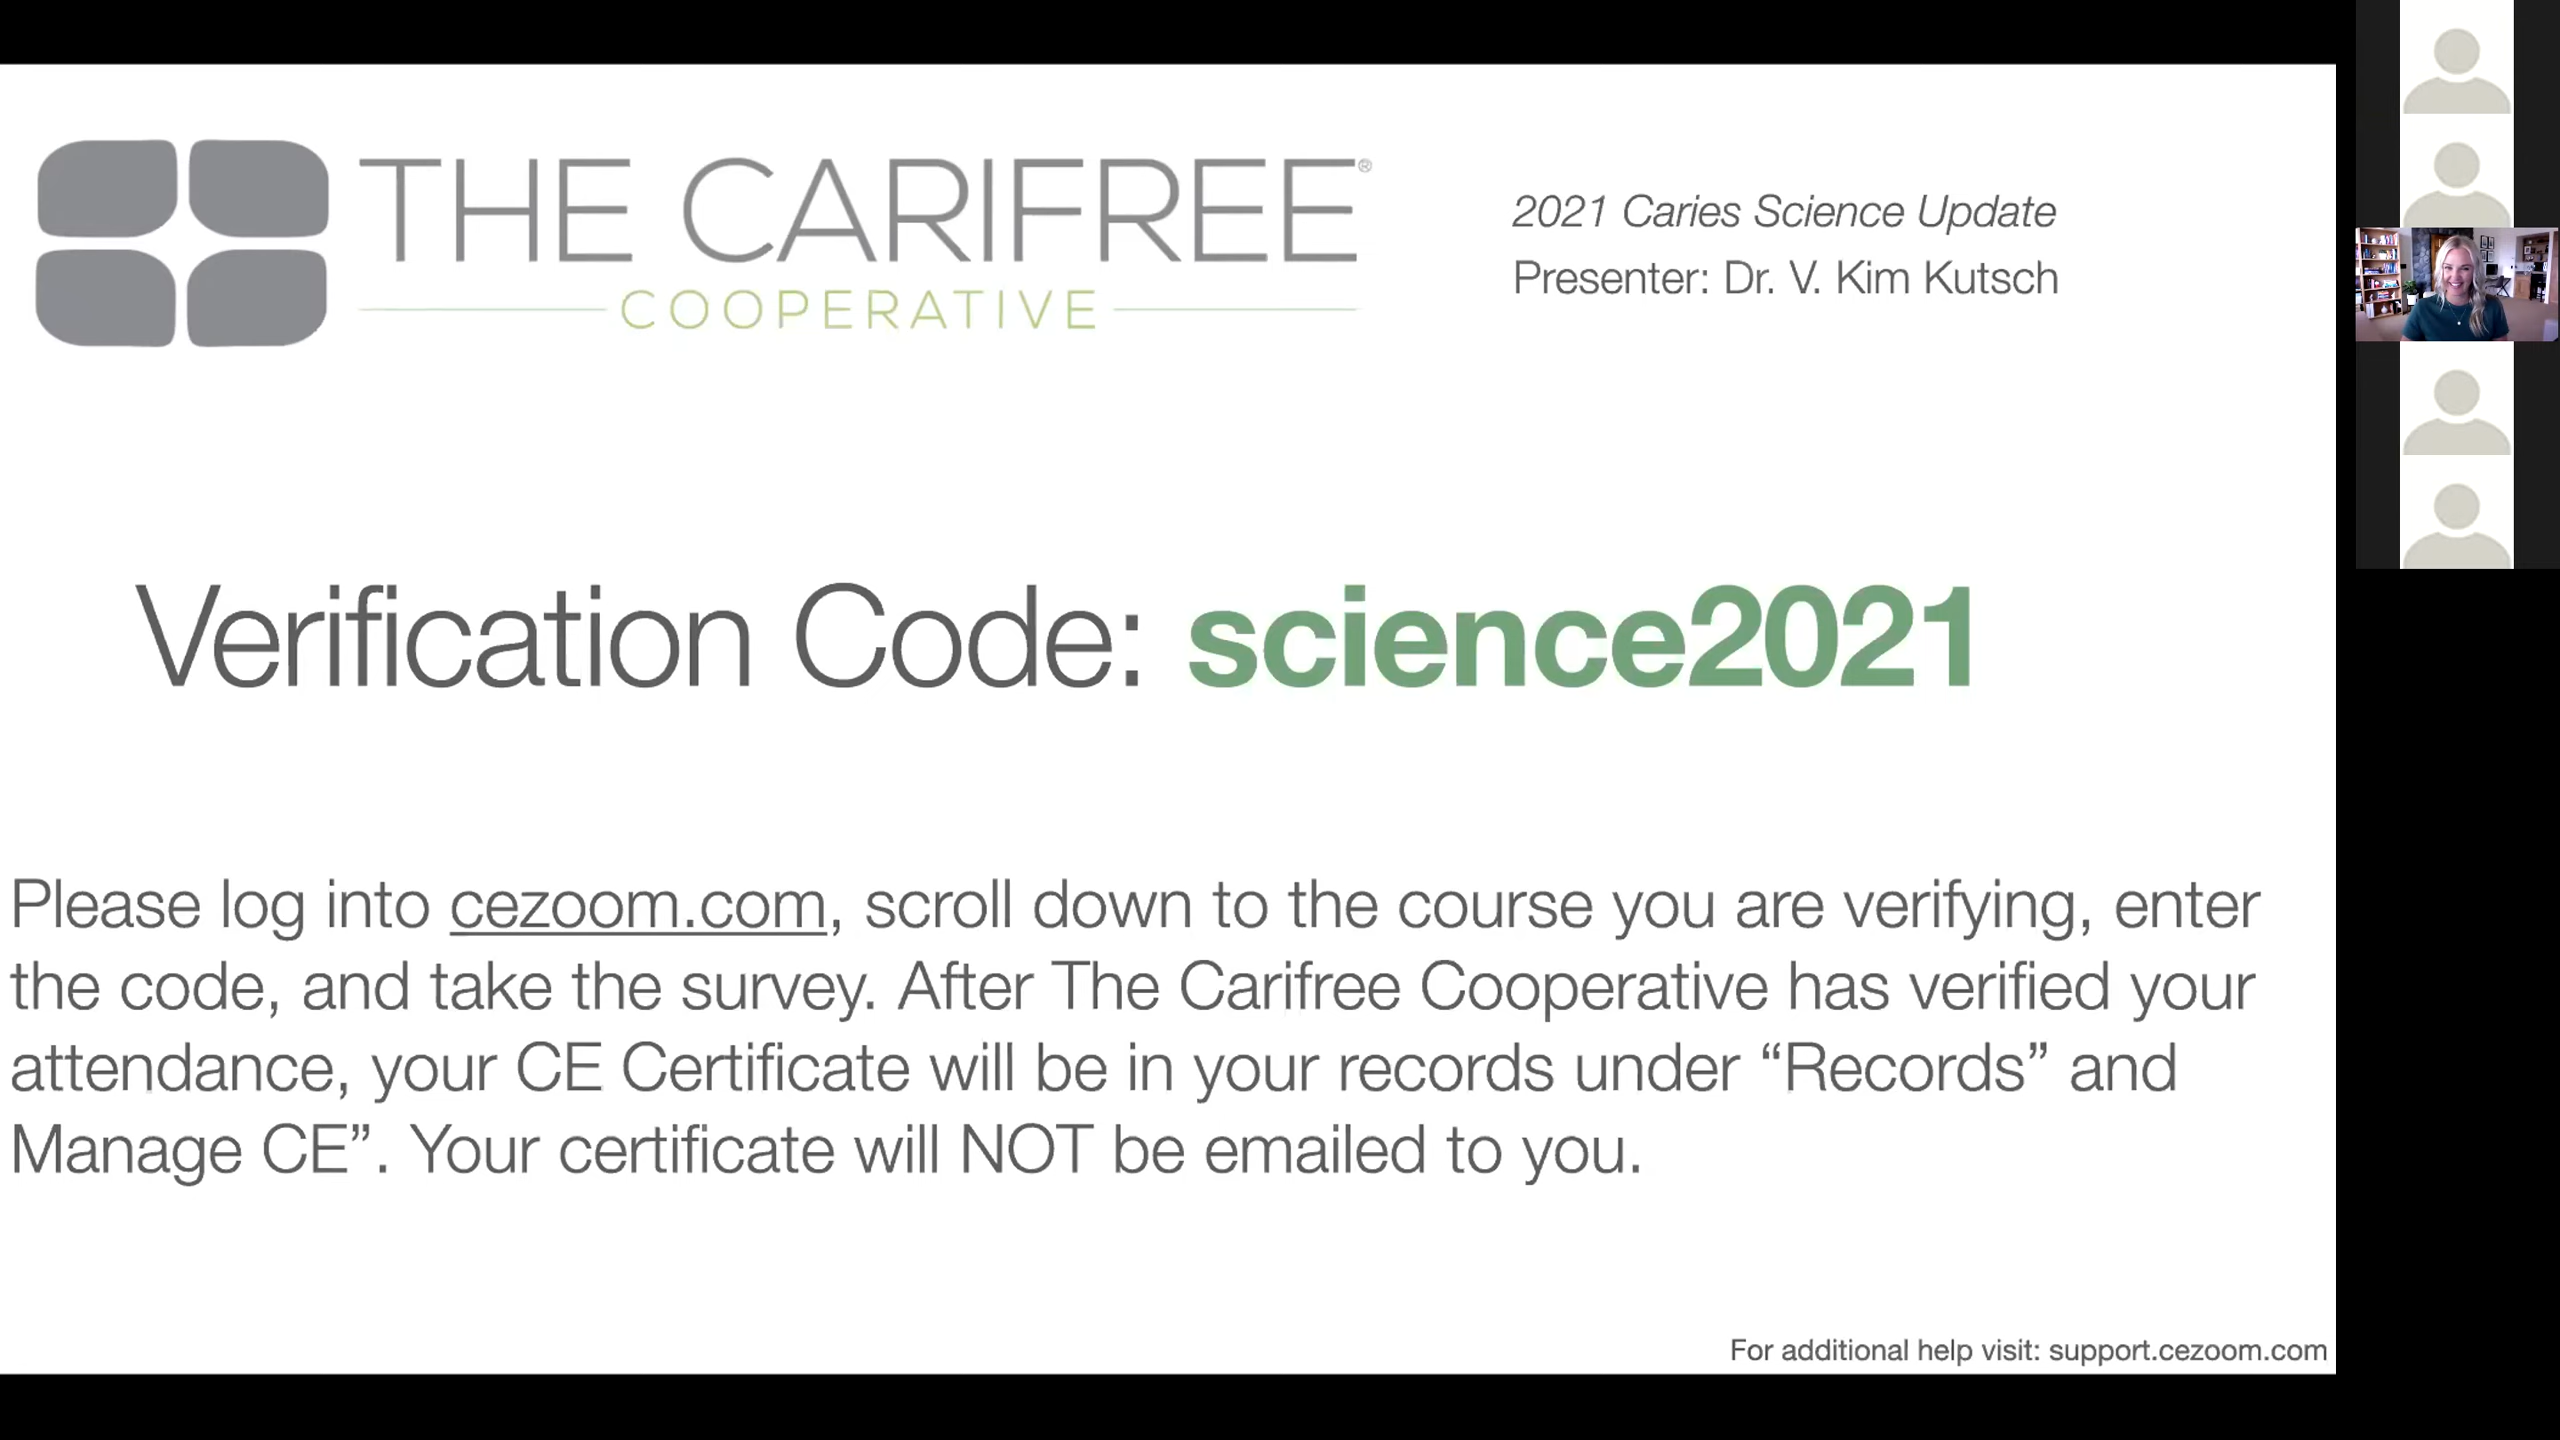 THE CARIFREE®
COOPERATIVE
2021 Caries Science Update
Presenter: Dr. V. Kim Kutsch
Verification Code: science2021
Please log into cezoom.com, scroll down to the course you are verifying, enter
the code, and take the survey. After The Carifree Cooperative has verified your
attendance, your CE Certificate will be in your records under “Records” and
Manage CE”. Your certificate will NOT be emailed to you.
For additional help visit: support.cezoom.com